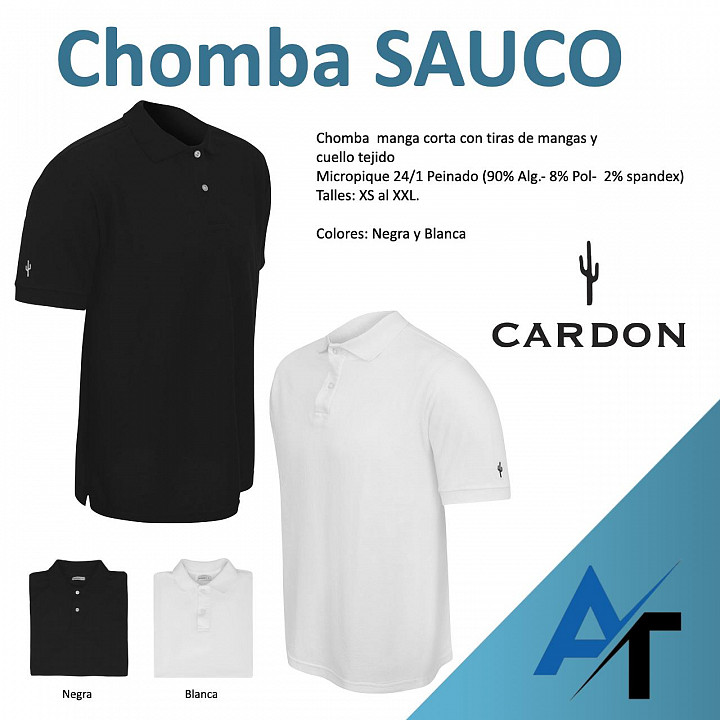 Chomba SAUCO
Chomba  manga corta con tiras de mangas y
cuello tejido
Micropique 24/1 Peinado (90% Alg.- 8% Pol-  2% spandex)
Talles: XS al XXL.
Colores: Negra y Blanca
CARDON
AT
Negra
Blanca